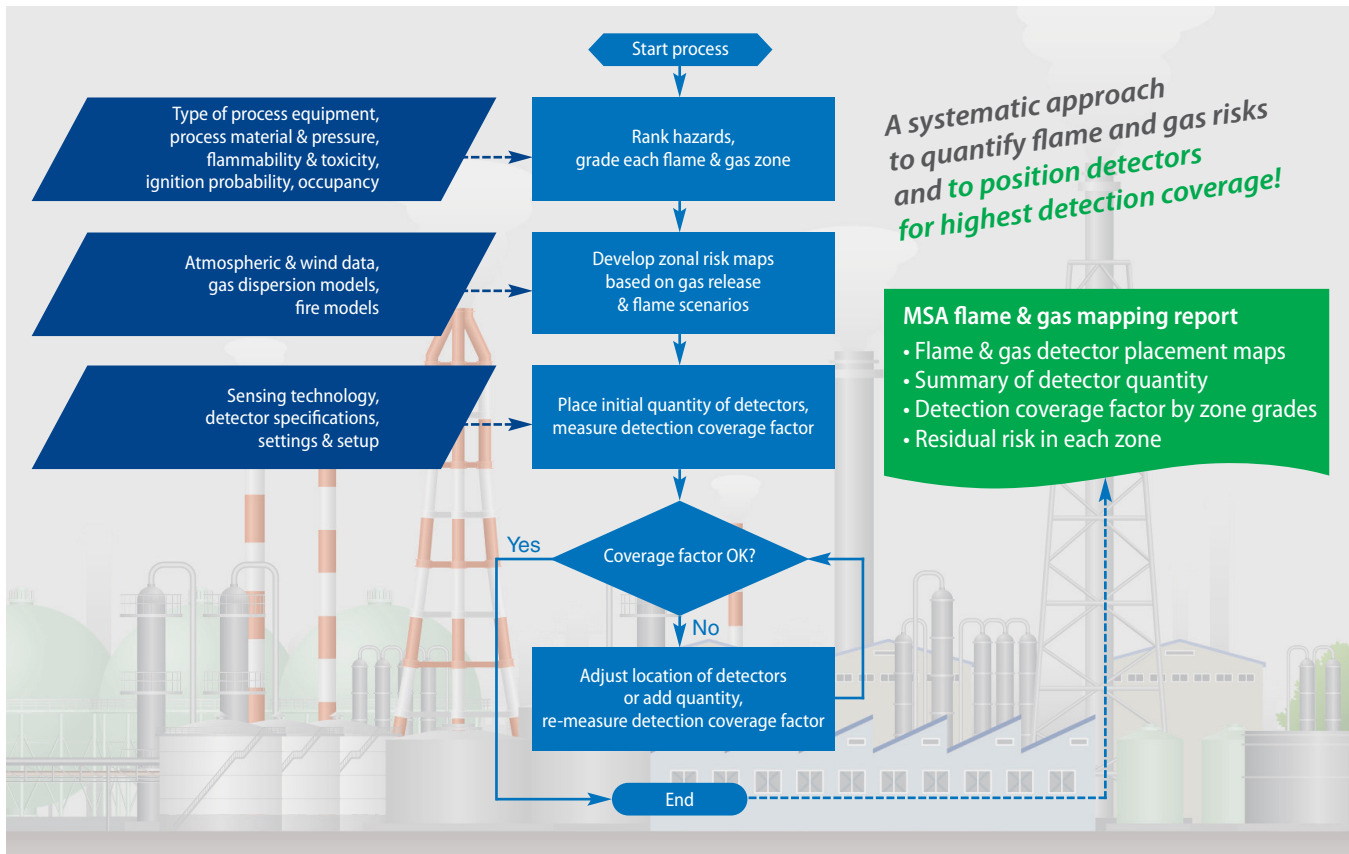 Start process
Type of process equipment,
process material & pressure,
flammability & toxicity,
ignition probability, occupancy
Rank hazards,
grade each flame & gas zone
A systematic approach
to quantify flame and gas risks
and to position detectors
for highest detection coverage!
Atmospheric & wind data,
gas dispersion models,
fire models
Develop zonal risk maps
based on gas release
& flame scenarios
MSA flame & gas mapping report
• Flame & gas detector placement maps
• Summary of detector quantity
• Detection coverage factor by zone grades
• Residual risk in each zone
Sensing technology,
detector specifications,
settings & setup
Place initial quantity of detectors,
measure detection coverage factor
Yes
Coverage factor OK?
No
Adjust location of detectors
or add quantity,
re-measure detection coverage factor
End